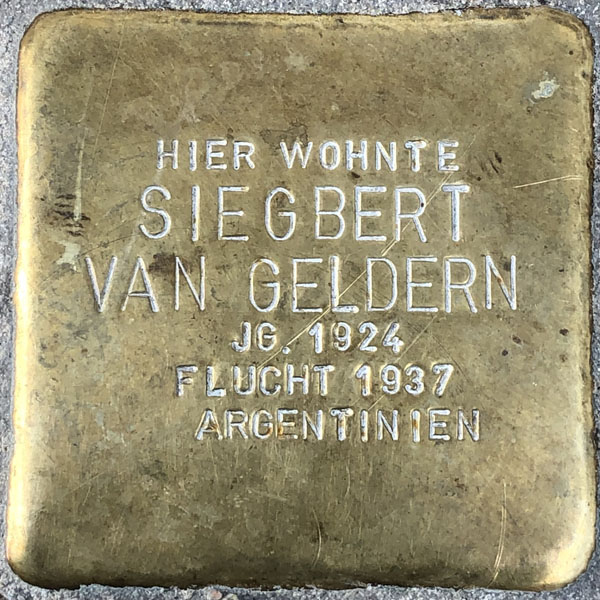 HIER WOHNTE
SIEGBERT
VAN GELDERN
JG. 1924
FLUCHT 1937
ARGENTINIEN